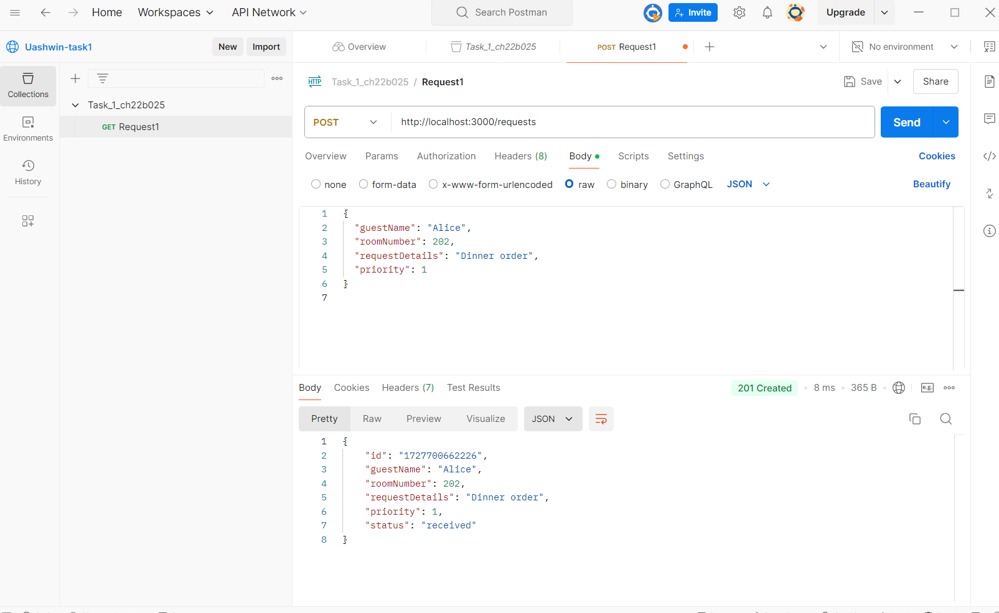 Home Workspaces API Network Search Postman Invite Upgrade
Uashwin-task1 New Import Overview Task_1_ch22b025 POST Request1 No environment
Collections
Environments
History
Task_1_ch22b025
GET Request1
HTTP Task_1_ch22b025 / Request1 Save Share
POST http://localhost:3000/requests Send
Overview Params Authorization Headers (8) Body Scripts Settings Cookies
none form-data x-www-form-urlencoded raw binary GraphQL JSON Beautify
1 {
2 "guestName": "Alice",
3 "roomNumber": 202,
4 "requestDetails": "Dinner order",
5 "priority": 1
6 }
7
Body Cookies Headers (7) Test Results 201 Created 8 ms 365 B e.g.
Pretty Raw Preview Visualize JSON
1 {
2 "id": "1727700662226",
3 "guestName": "Alice",
4 "roomNumber": 202,
5 "requestDetails": "Dinner order",
6 "priority": 1,
7 "status": "received"
8 }